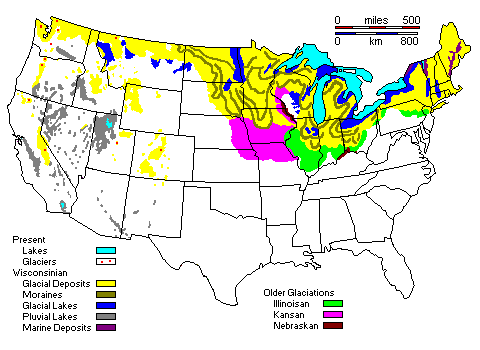 0 miles 500
0 km 800
Present
Lakes
Glaciers
Wisconsinian
Glacial Deposits
Moraines
Glacial Lakes
Pluvial Lakes
Marine Deposits
Older Glaciations
Illinoisan
Kansan
Nebraskan